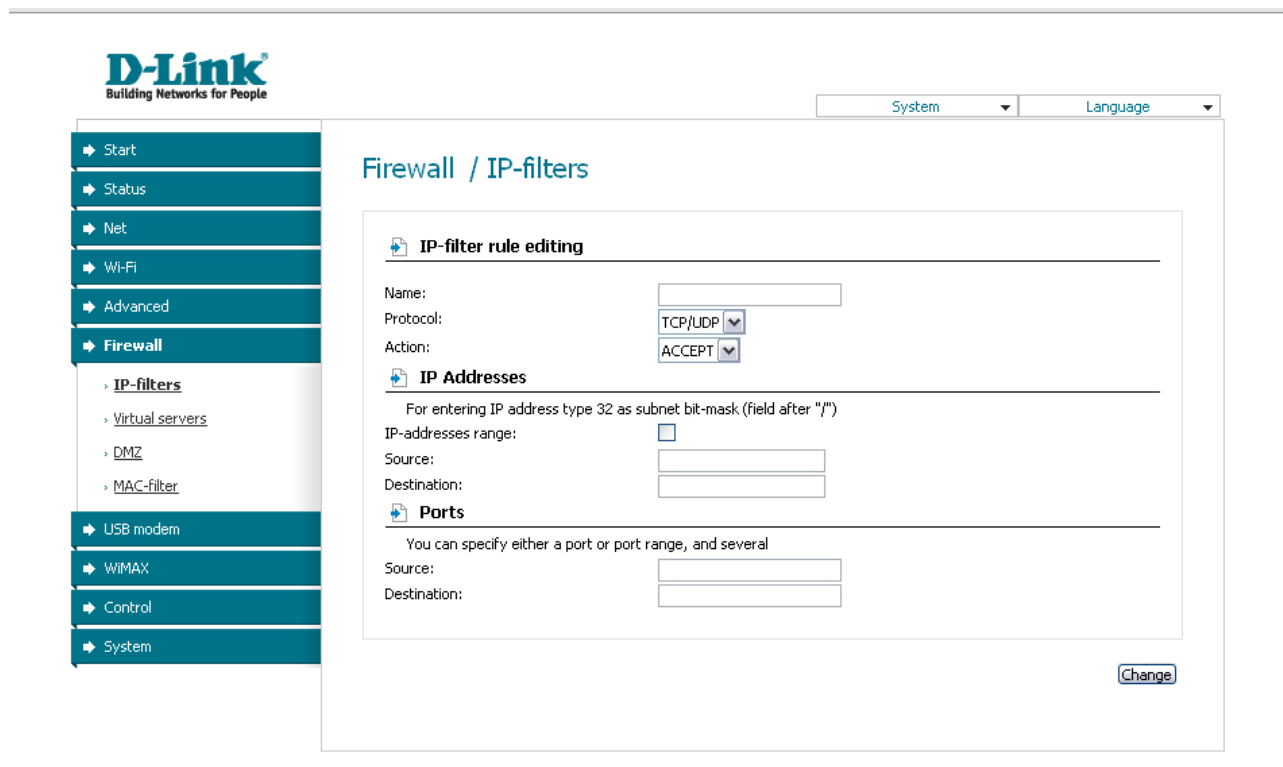 D-Link
Building Networks for People
System
Language
Start
Status
Net
Wi-Fi
Advanced
Firewall
IP-filters
Virtual servers
DMZ
MAC-filter
USB modem
WiMAX
Control
System
Firewall / IP-filters
IP-filter rule editing
Name:
Protocol: TCP/UDP
Action: ACCEPT
IP Addresses
For entering IP address type 32 as subnet bit-mask (field after "/")
IP-addresses range:
Source:
Destination:
Ports
You can specify either a port or port range, and several
Source:
Destination:
Change